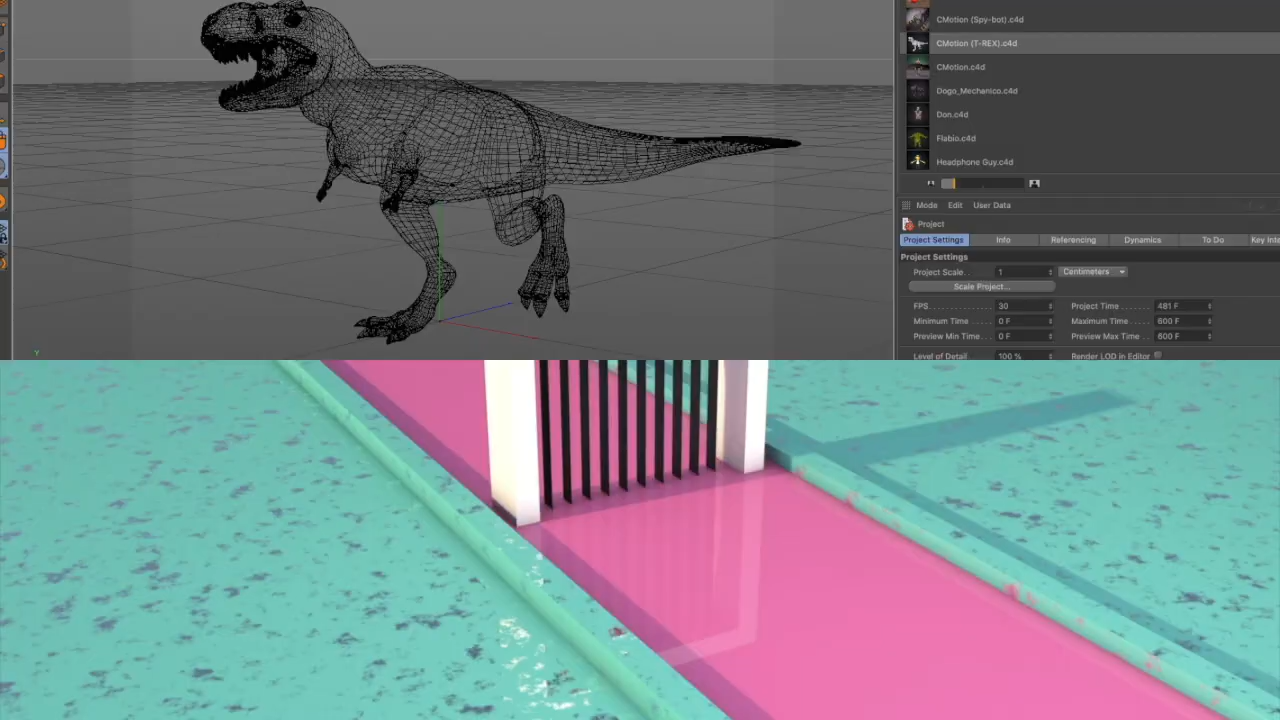 CMotion (Spy-bot).c4d
CMotion (T-REX).c4d
CMotion.c4d
Dogo_Mechanico.c4d
Don.c4d
Flabio.c4d
Headphone Guy.c4d
Mode Edit User Data
Project
Project Settings Info Referencing Dynamics To Do Key Inte
Project Settings
Project Scale.. 1 Centimeters
Scale Project...
FPS 30 Project Time 481 F
Minimum Time 0 F Maximum Time 600 F
Preview Min Time 0 F Preview Max Time 600 F
Level of Detail 100 % Render LOD in Editor
Y